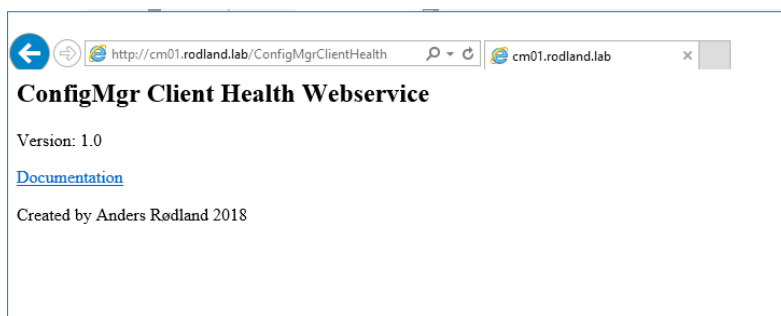 http://cm01.rodland.lab/ConfigMgrClientHealth
cm01.rodland.lab
ConfigMgr Client Health Webservice
Version: 1.0
Documentation
Created by Anders Rødland 2018